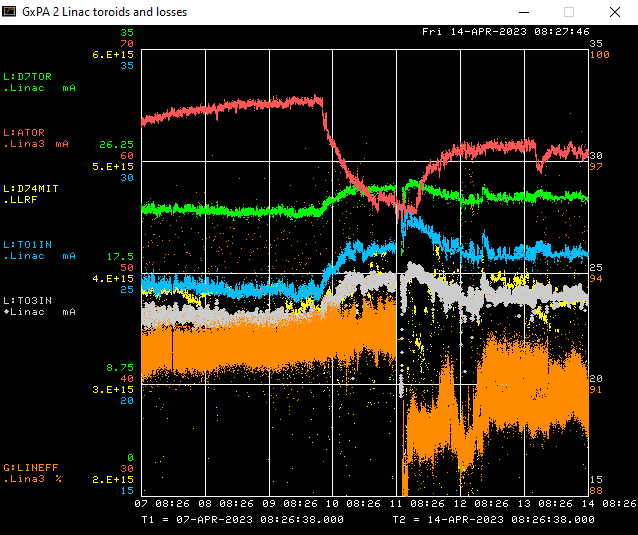 GxPA 2 Linac toroids and losses
Fri 14-APR-2023 08:27:46
35
70
6.E+15
35
35
100
L:D7TOR
.Linac mA
L:ATOR
.Lina3 mA
26.25
60
5.E+15
30
30
97
L:D74MIT
.LLRF
L:TO1IN
.Linac mA
17.5
50
4.E+15
25
25
94
L:TO3IN
◆Linac mA
8.75
40
3.E+15
20
20
91
G:LINEFF
.Lina3 %
0
30
2.E+15
15
15
88
07 08:26 08 08:26 09 08:26 10 08:26 11 08:26 12 08:26 13 08:26 14 08:26
T1 = 07-APR-2023 08:26:38.000 T2 = 14-APR-2023 08:26:38.000